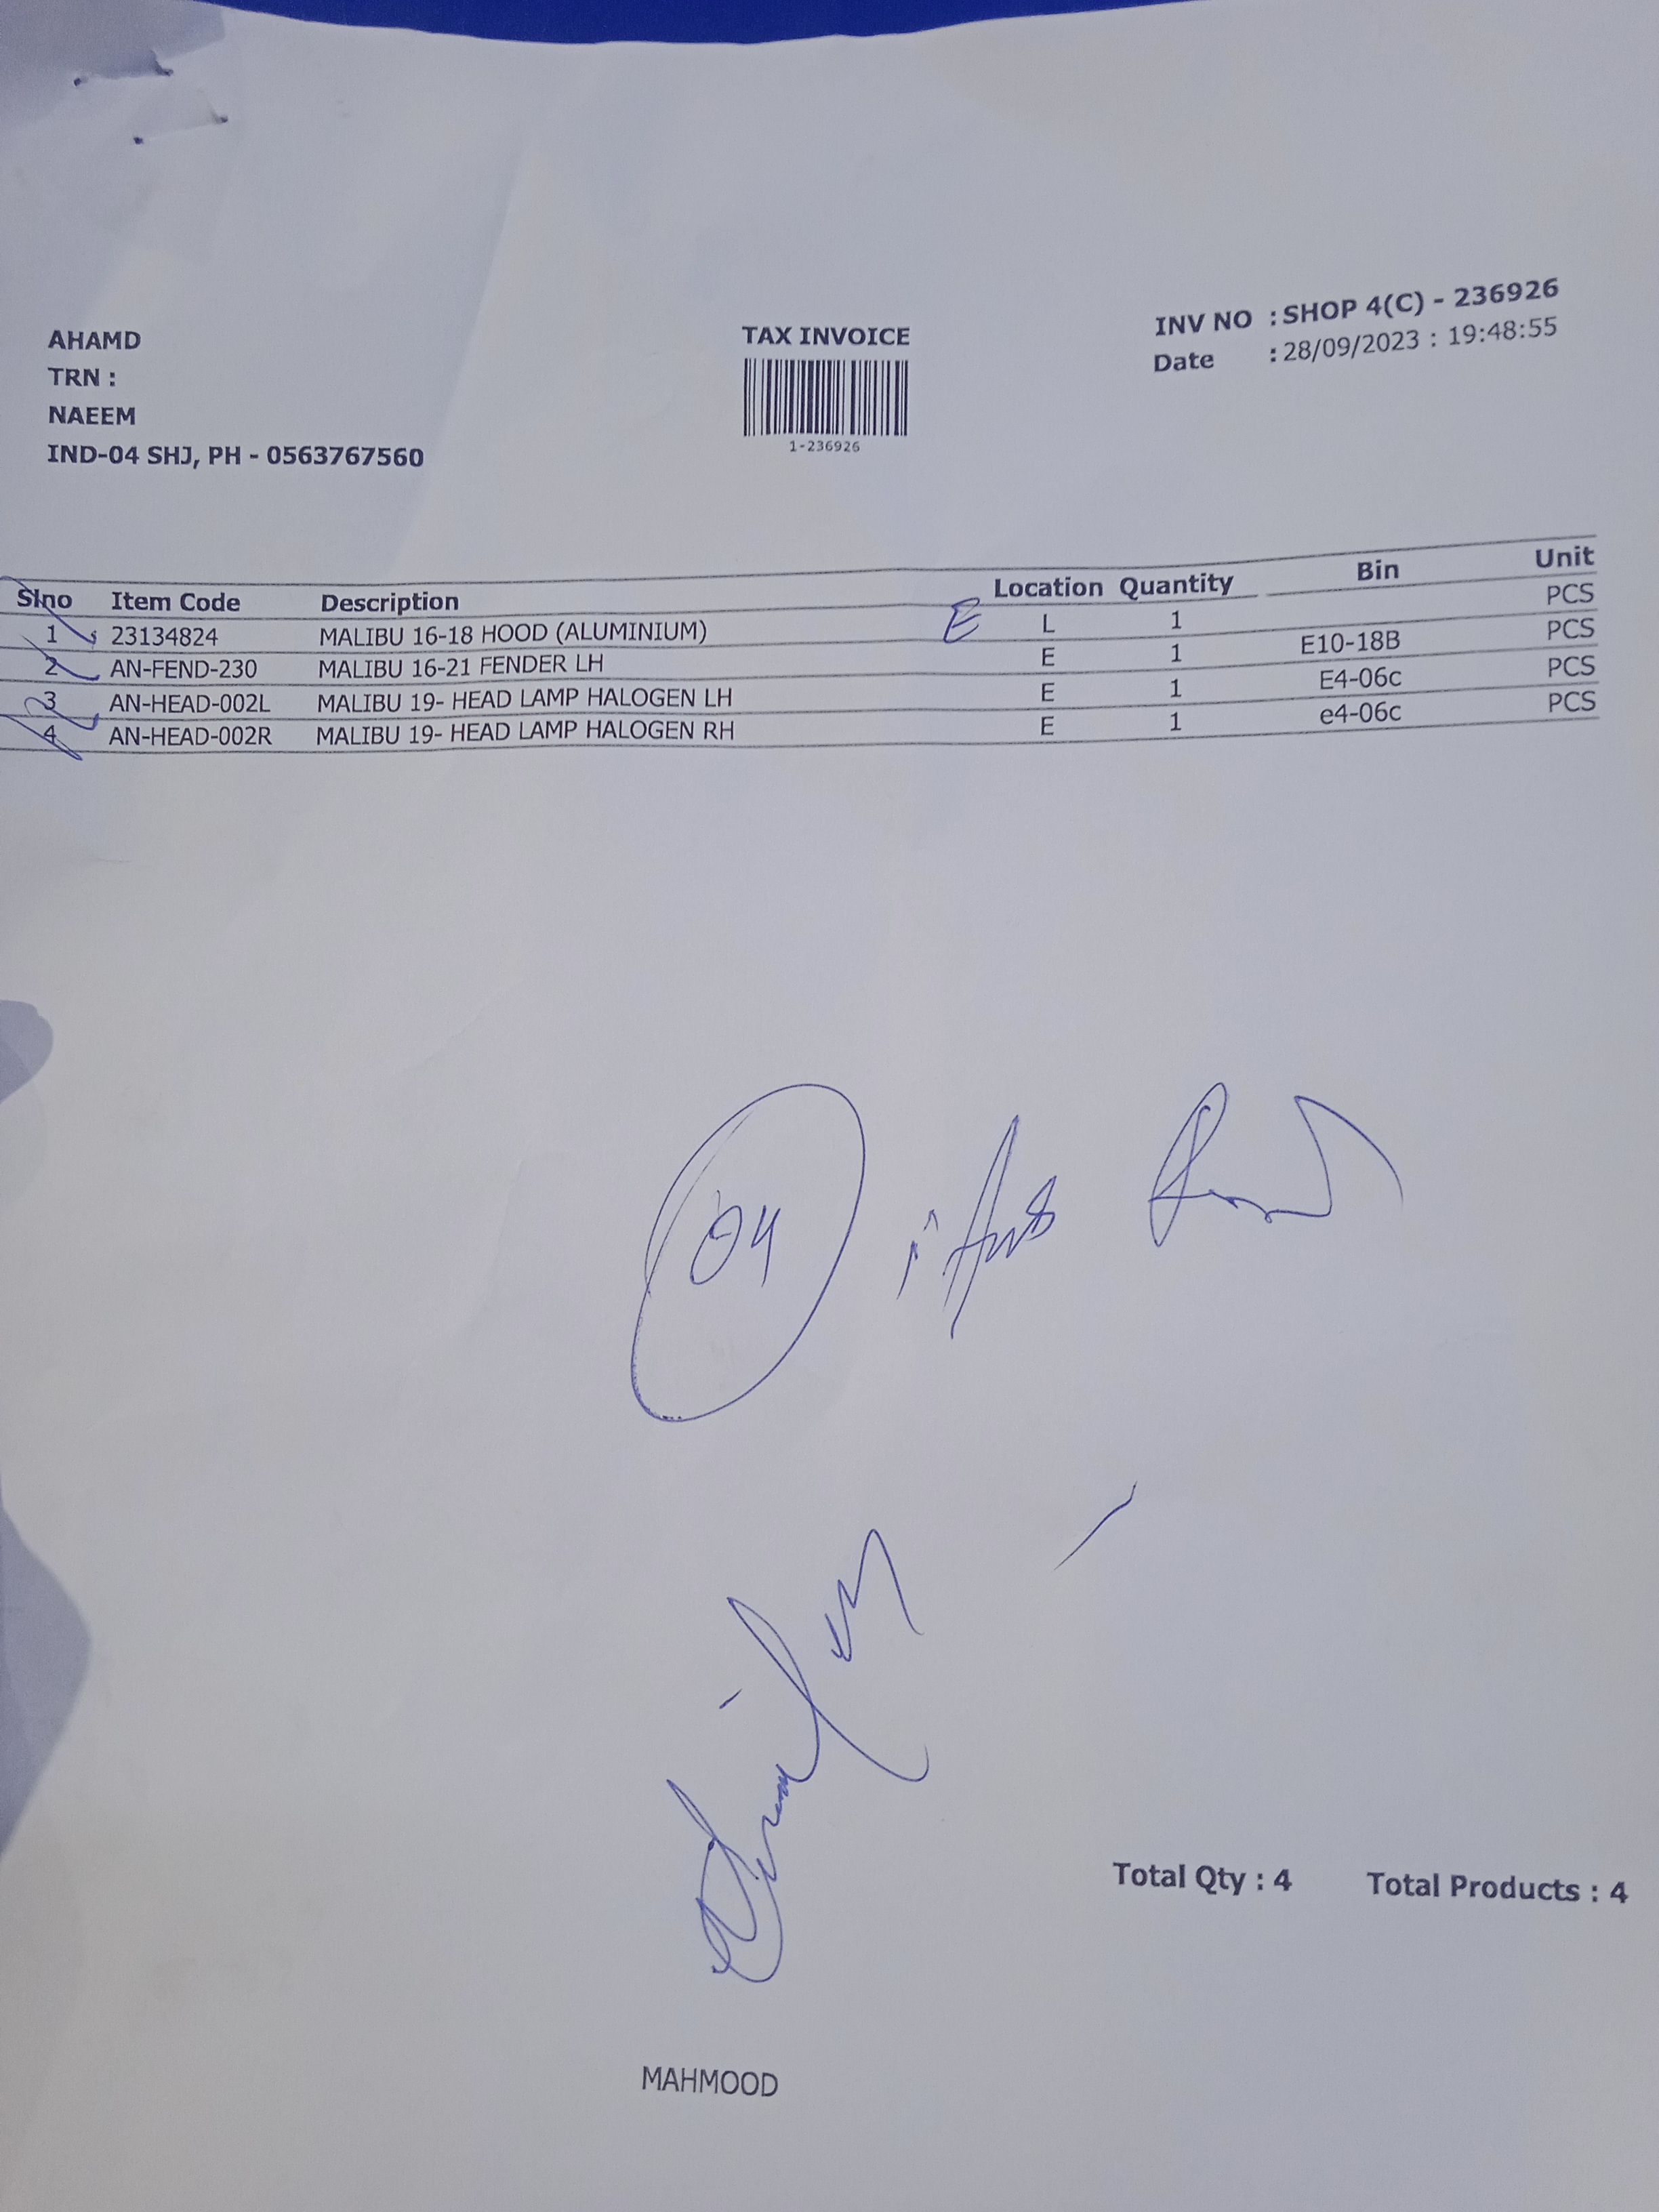 AHAMD
TRN :
NAEEM
IND-04 SHJ, PH - 0563767560
TAX INVOICE
1-236926
INV NO : SHOP 4(C) - 236926
Date : 28/09/2023 : 19:48:55
Slno Item Code Description Location Quantity Bin Unit
1 23134824 MALIBU 16-18 HOOD (ALUMINIUM) E L 1 PCS
2 AN-FEND-230 MALIBU 16-21 FENDER LH E 1 E10-18B PCS
3 AN-HEAD-002L MALIBU 19- HEAD LAMP HALOGEN LH E 1 E4-06c PCS
4 AN-HEAD-002R MALIBU 19- HEAD LAMP HALOGEN RH E 1 e4-06c PCS
04
Total Qty : 4 Total Products : 4
MAHMOOD